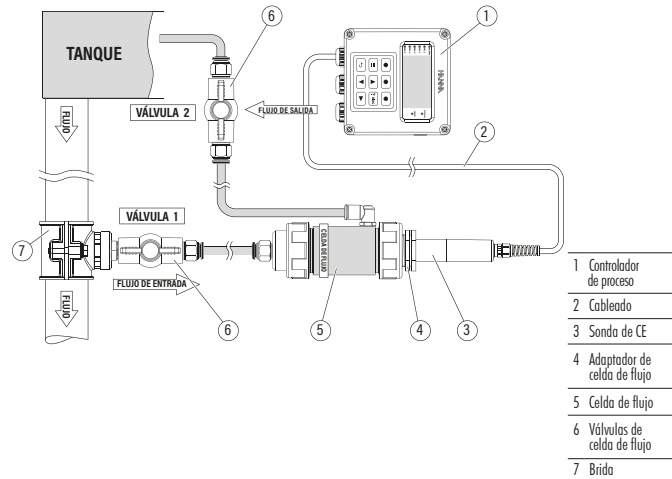 TANQUE
6
1
VÁLVULA 2
FLUJO DE SALIDA
HANNA
FLUJO
2
VÁLVULA 1
7
CELDA DE FLUJO
FLUJO DE ENTRADA
FLUJO
6
5
4
3
1 Controlador
de proceso
2 Cableado
3 Sonda de CE
4 Adaptador de
celda de flujo
5 Celda de flujo
6 Válvulas de
celda de flujo
7 Brida